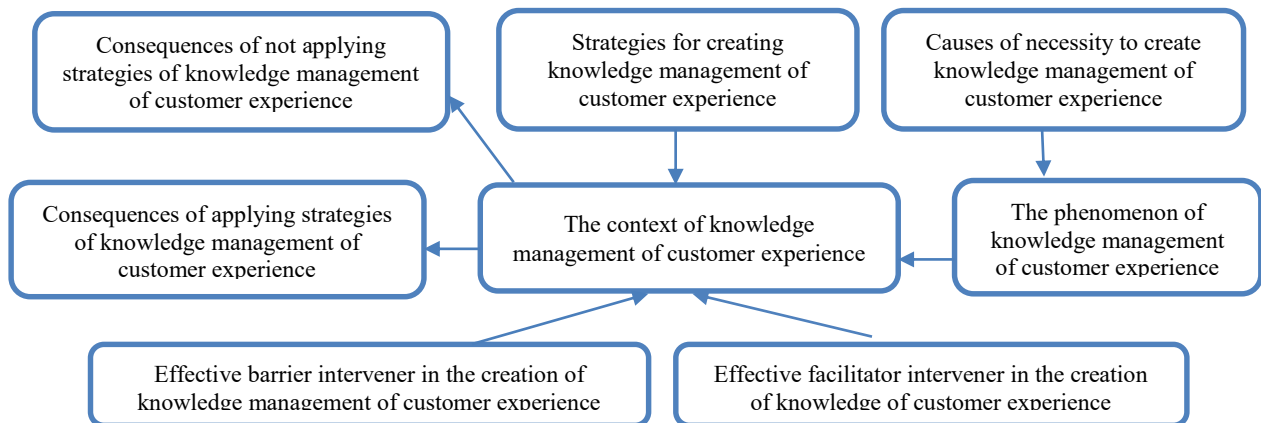 Consequences of not applying
strategies of knowledge management
of customer experience
Strategies for creating
knowledge management of
customer experience
Causes of necessity to create
knowledge management of
customer experience
Consequences of applying strategies
of knowledge management of
customer experience
The context of knowledge
management of customer experience
The phenomenon of
knowledge management
of customer experience
Effective barrier intervener in the creation of
knowledge management of customer experience
Effective facilitator intervener in the creation
of knowledge of customer experience